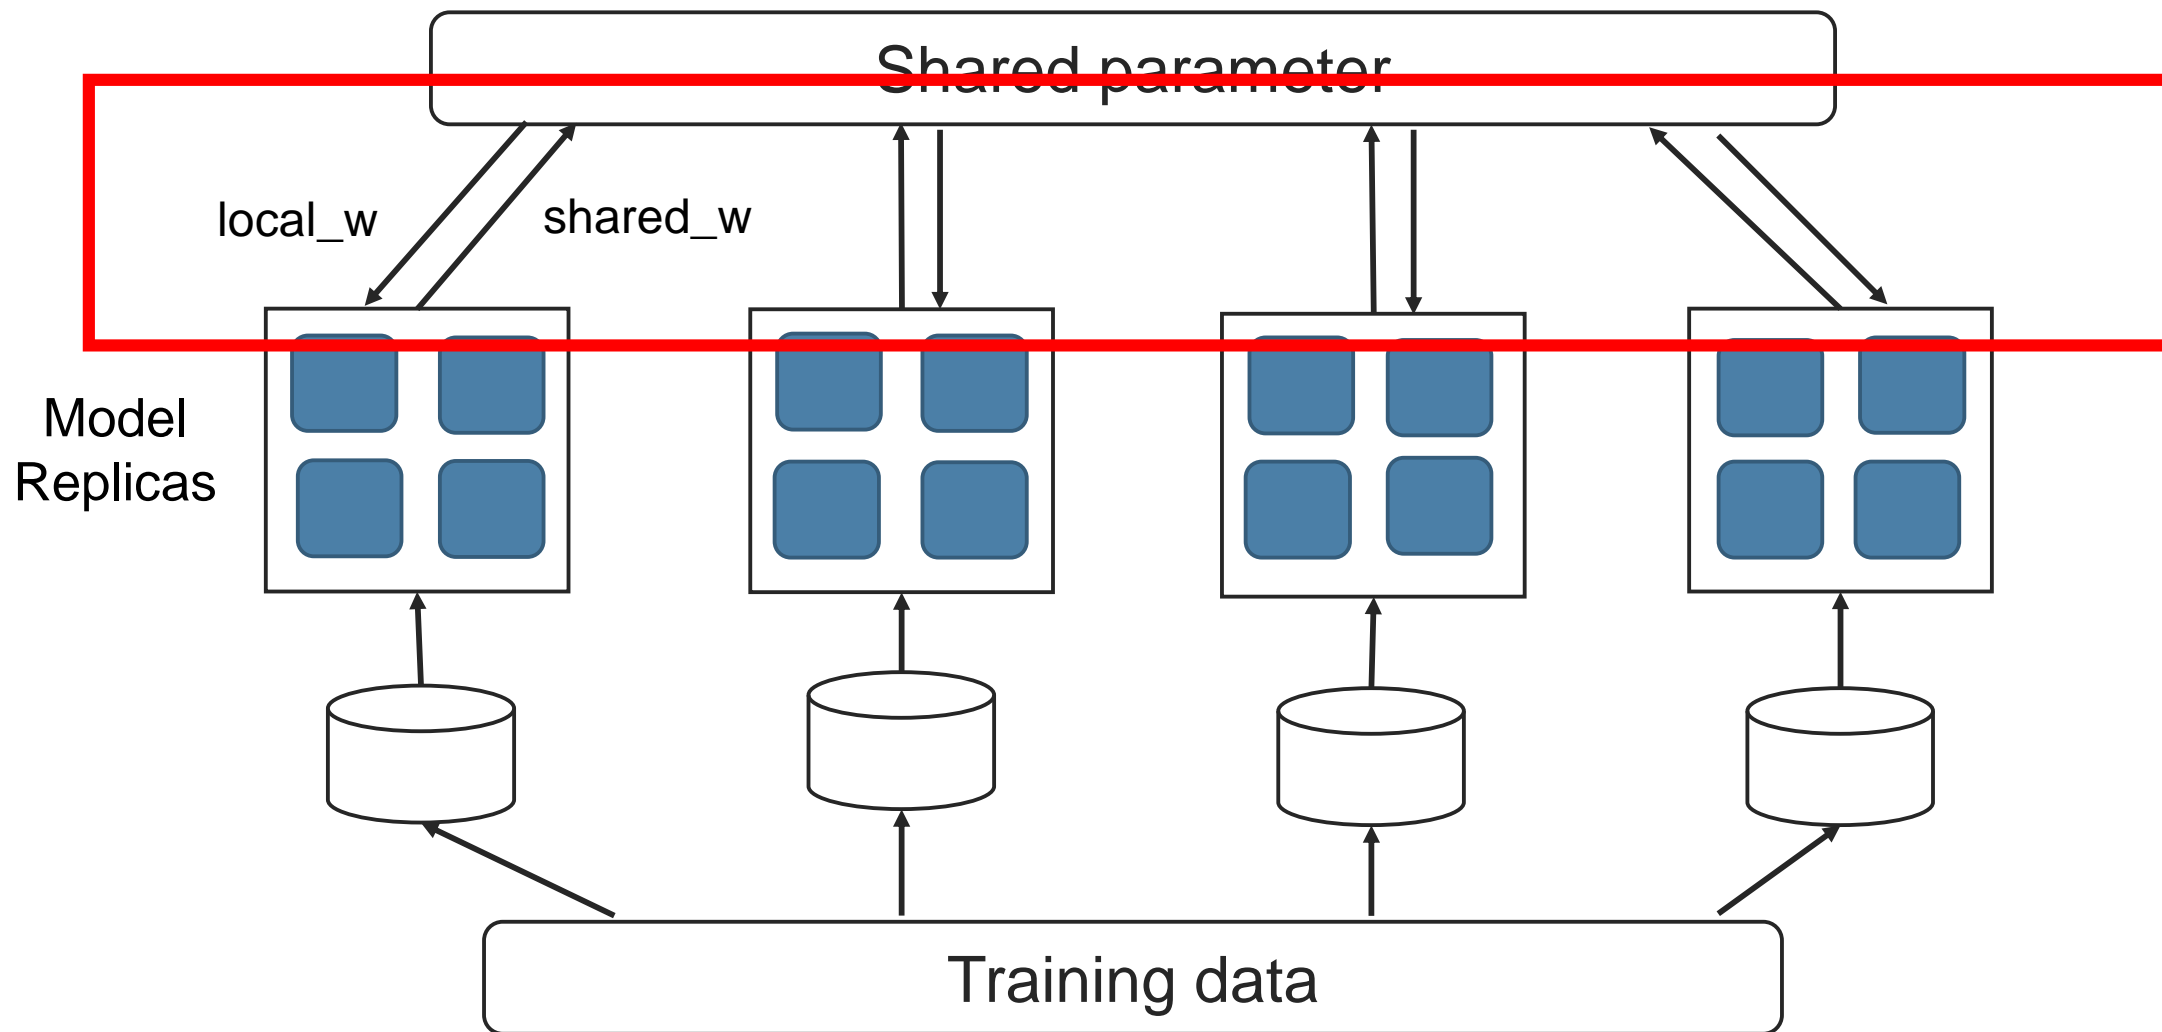 Shared parameter
local_w
shared_w
Model
Replicas
Training data